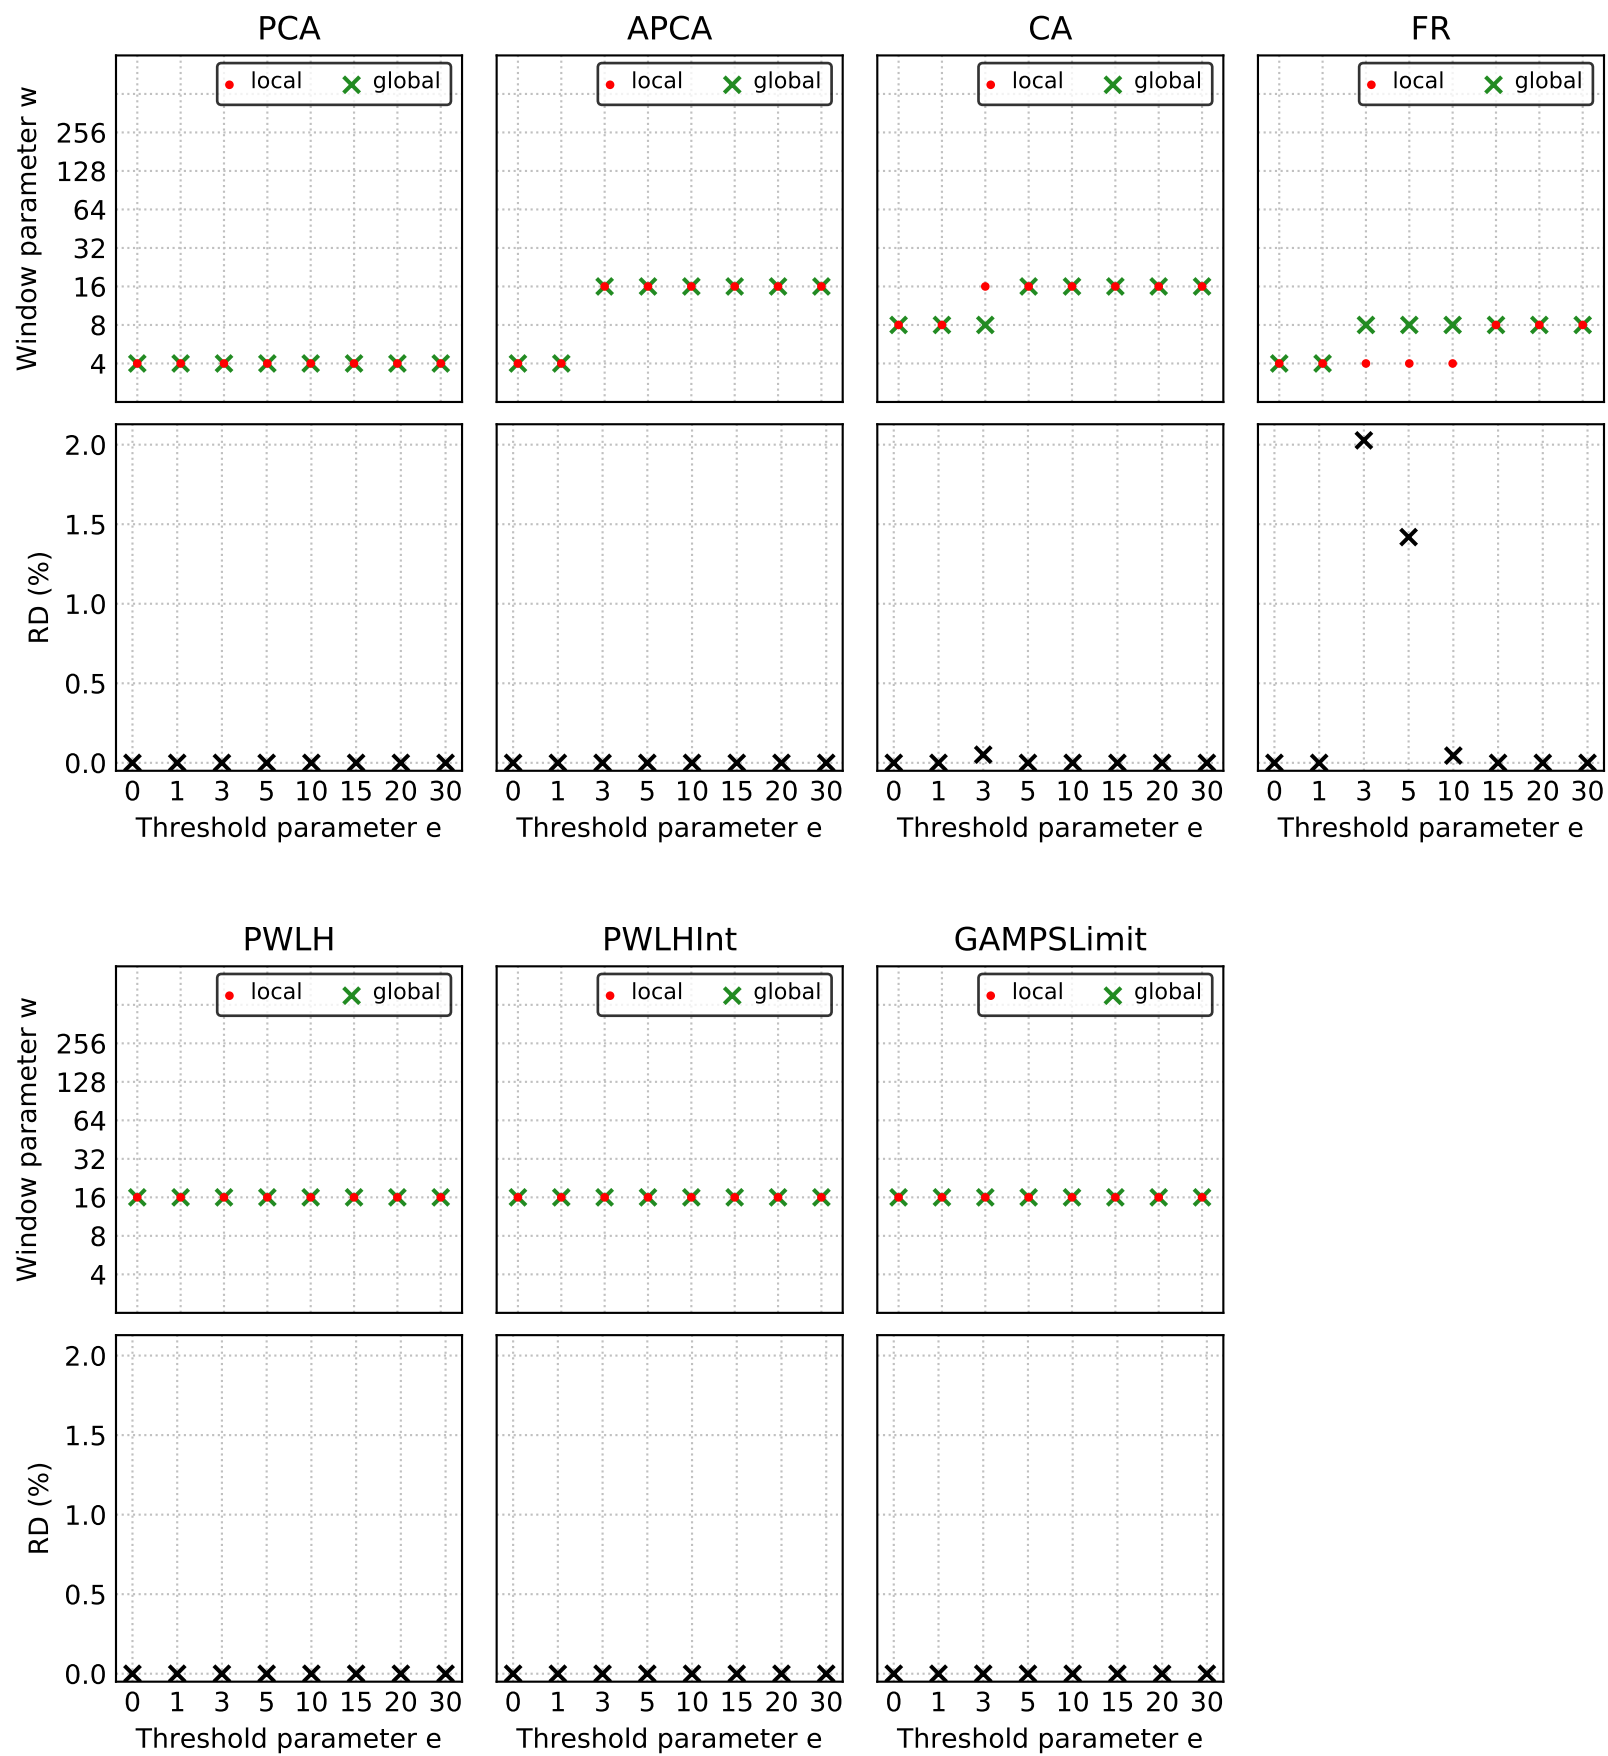 PCA APCA CA FR
local global local global local global local global
Window parameter w
256
128
64
32
16
8
4
RD (%)
2.0
1.5
1.0
0.5
0.0
0 1 3 5 10 15 20 30 0 1 3 5 10 15 20 30 0 1 3 5 10 15 20 30 0 1 3 5 10 15 20 30
Threshold parameter e Threshold parameter e Threshold parameter e Threshold parameter e
PWLH PWLHInt GAMPSLimit
local global local global local global
Window parameter w
256
128
64
32
16
8
4
RD (%)
2.0
1.5
1.0
0.5
0.0
0 1 3 5 10 15 20 30 0 1 3 5 10 15 20 30 0 1 3 5 10 15 20 30
Threshold parameter e Threshold parameter e Threshold parameter e